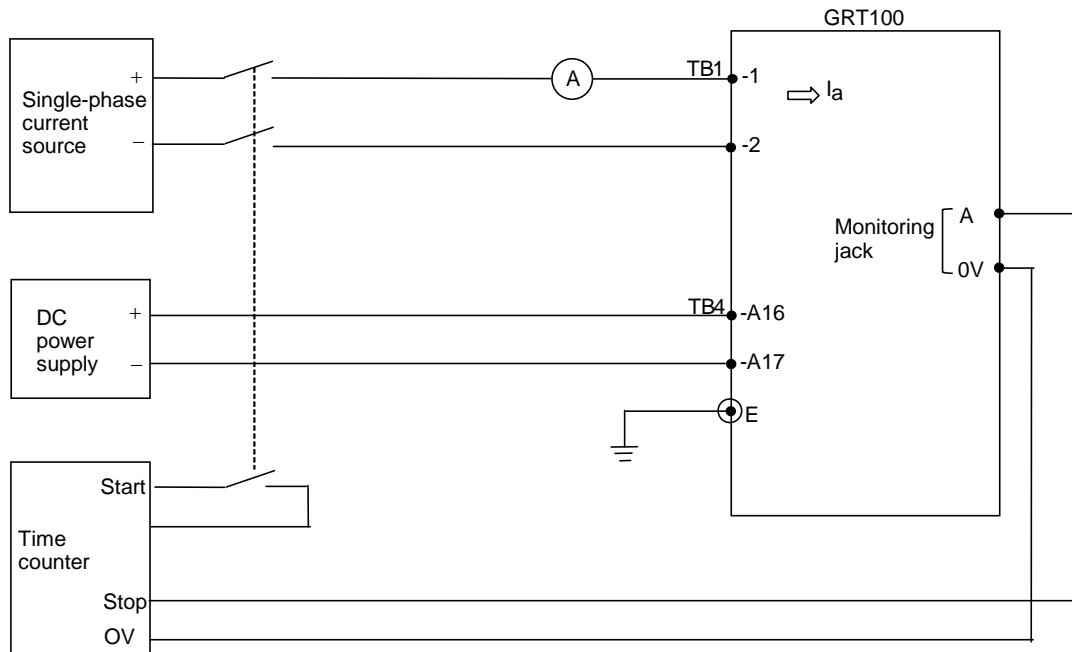 GRT100
+
Single-phase
current
source
−
A
TB1
-1
Ia
-2
Monitoring
jack
A
0V
DC
power
supply
+
−
TB4
-A16
-A17
E
Start
Time
counter
Stop
OV